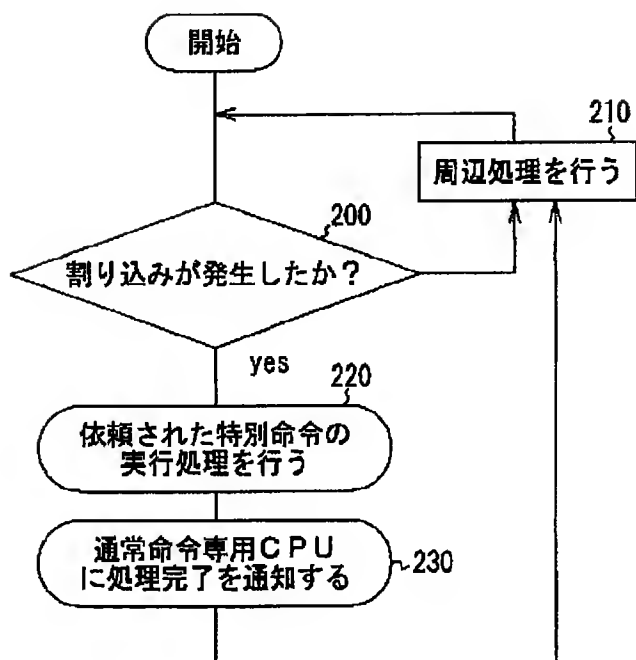 開始
210
周辺処理を行う
200
割り込みが発生したか？
yes
220
依頼された特別命令の
実行処理を行う
通常命令専用ＣＰＵ
に処理完了を通知する
230